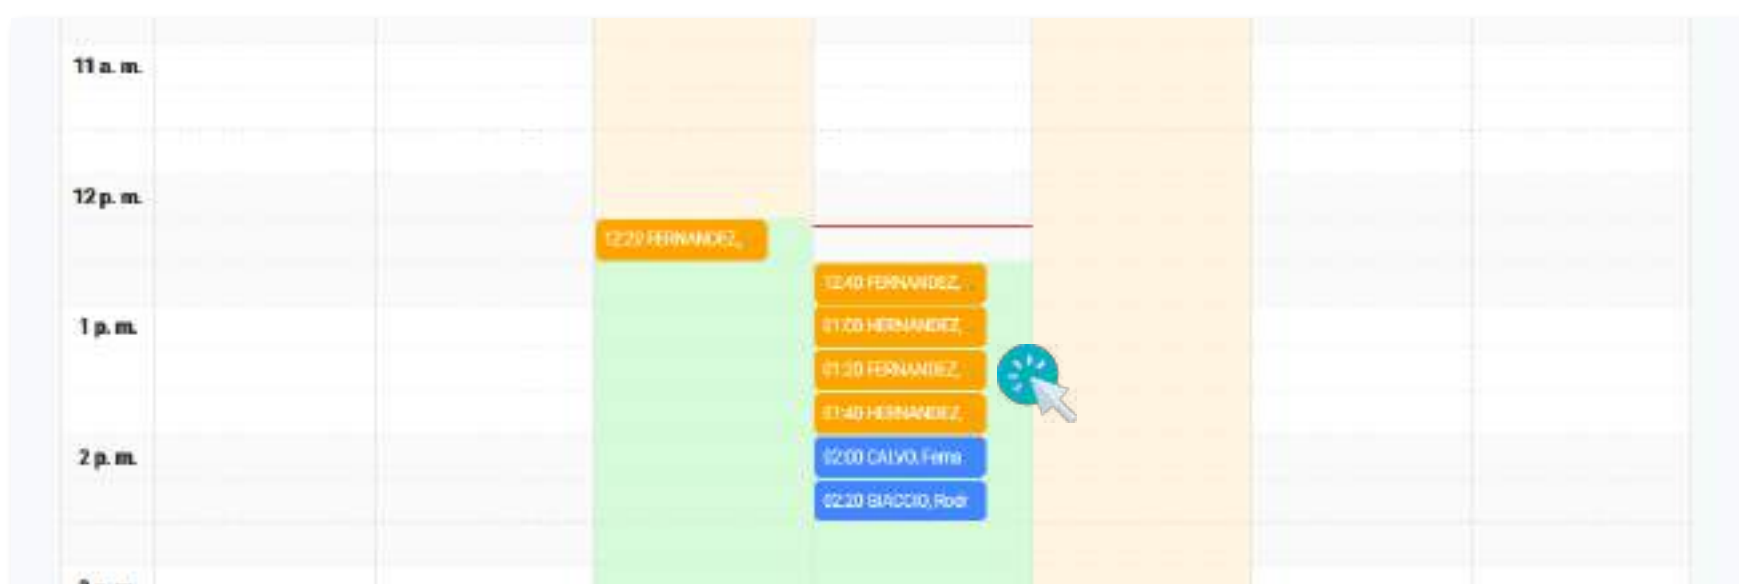 11 a. m.
12 p. m.
12:20 FERNANDEZ,
12:40 FERNANDEZ,
1 p. m.
01:00 HERNANDEZ,
01:20 FERNANDEZ,
01:40 HERNANDEZ,
2 p. m.
02:00 CALVO, Ferna
02:20 BIACCIO, Rodr